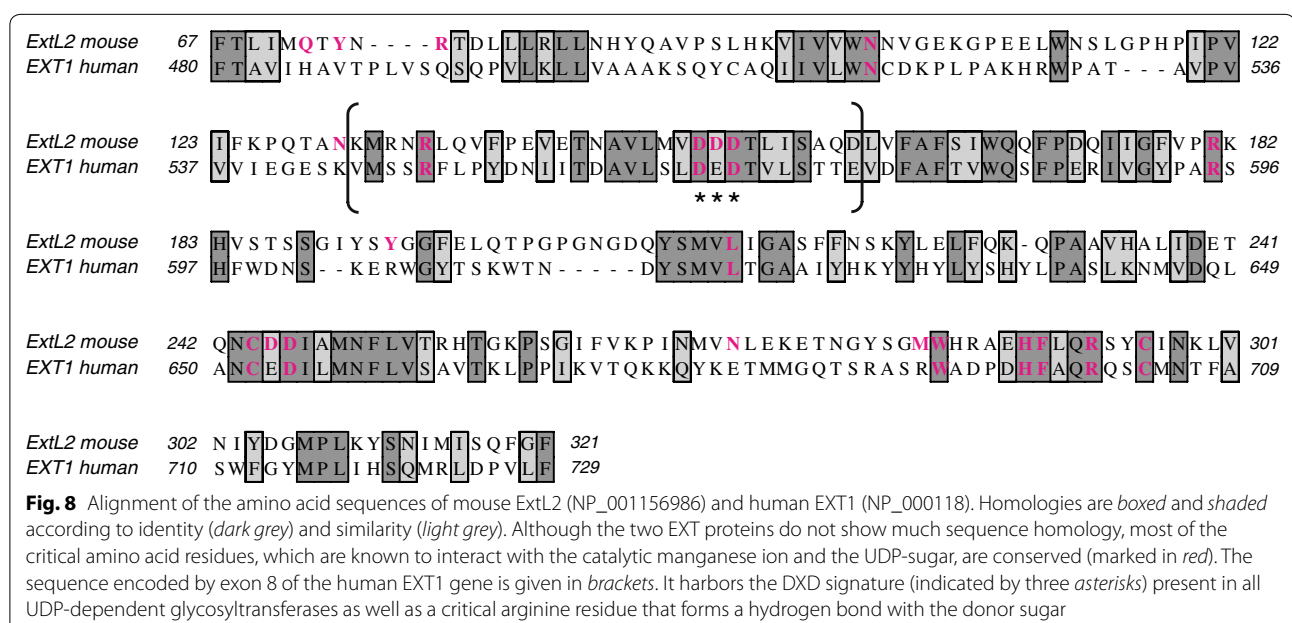 ExtL2 mouse 67 F T L I M Q T Y N - - - - R T D L L L R L L N H Y Q A V P S L H K V I V V W N N V G E K G P E E L W N S L G P H P I P V 122
EXT1 human 480 F T A V I H A V T P L V S Q S Q P V L K L L V A A A K S Q Y C A Q I I V L W N C D K P L P A K H R W P A T - - - A V P V 536
ExtL2 mouse 123 I F K P Q T A N K M R N R L Q V F P E V E T N A V L M V D D D T L I S A Q D L V F A F S I W Q Q F P D Q I I G F V P R K 182
EXT1 human 537 V V I E G E S K V M S S R F L P Y D N I I T D A V L S L D E D T V L S T T E V D F A F T V W Q S F P E R I V G Y P A R S 596
* * *
ExtL2 mouse 183 H V S T S S G I Y S Y G G F E L Q T P G P G N G D Q Y S M V L I G A S F F N S K Y L E L F Q K - Q P A A V H A L I D E T 241
EXT1 human 597 H F W D N S - - K E R W G Y T S K W T N - - - - - D Y S M V L T G A A I Y H K Y Y H Y L Y S H Y L P A S L K N M V D Q L 649
ExtL2 mouse 242 Q N C D D I A M N F L V T R H T G K P S G I F V K P I N M V N L E K E T N G Y S G M W H R A E H F L Q R S Y C I N K L V 301
EXT1 human 650 A N C E D I L M N F L V S A V T K L P P I K V T Q K K Q Y K E T M M G Q T S R A S R W A D P D H F A Q R Q S C M N T F A 709
ExtL2 mouse 302 N I Y D G M P L K Y S N I M I S Q F G F 321
EXT1 human 710 S W F G Y M P L I H S Q M R L D P V L F 729
Fig. 8 Alignment of the amino acid sequences of mouse ExtL2 (NP_001156986) and human EXT1 (NP_000118). Homologies are boxed and shaded
according to identity (dark grey) and similarity (light grey). Although the two EXT proteins do not show much sequence homology, most of the
critical amino acid residues, which are known to interact with the catalytic manganese ion and the UDP-sugar, are conserved (marked in red). The
sequence encoded by exon 8 of the human EXT1 gene is given in brackets. It harbors the DXD signature (indicated by three asterisks) present in all
UDP-dependent glycosyltransferases as well as a critical arginine residue that forms a hydrogen bond with the donor sugar